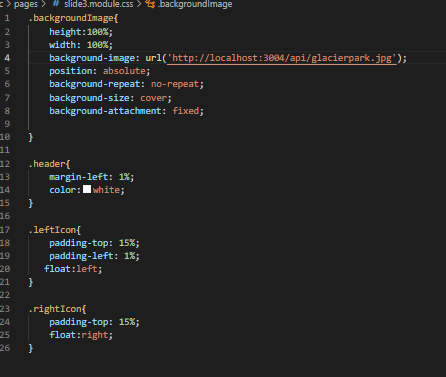 c > pages > # slide3.module.css > .backgroundImage
1 .backgroundImage{
2 height:100%;
3 width: 100%;
4 background-image: url('http://localhost:3004/api/glacierpark.jpg');
5 position: absolute;
6 background-repeat: no-repeat;
7 background-size: cover;
8 background-attachment: fixed;
9
10 }
11
12 .header{
13 margin-left: 1%;
14 color: white;
15 }
16
17 .leftIcon{
18 padding-top: 15%;
19 padding-left: 1%;
20 float:left;
21 }
22
23 .rightIcon{
24 padding-top: 15%;
25 float:right;
26 }